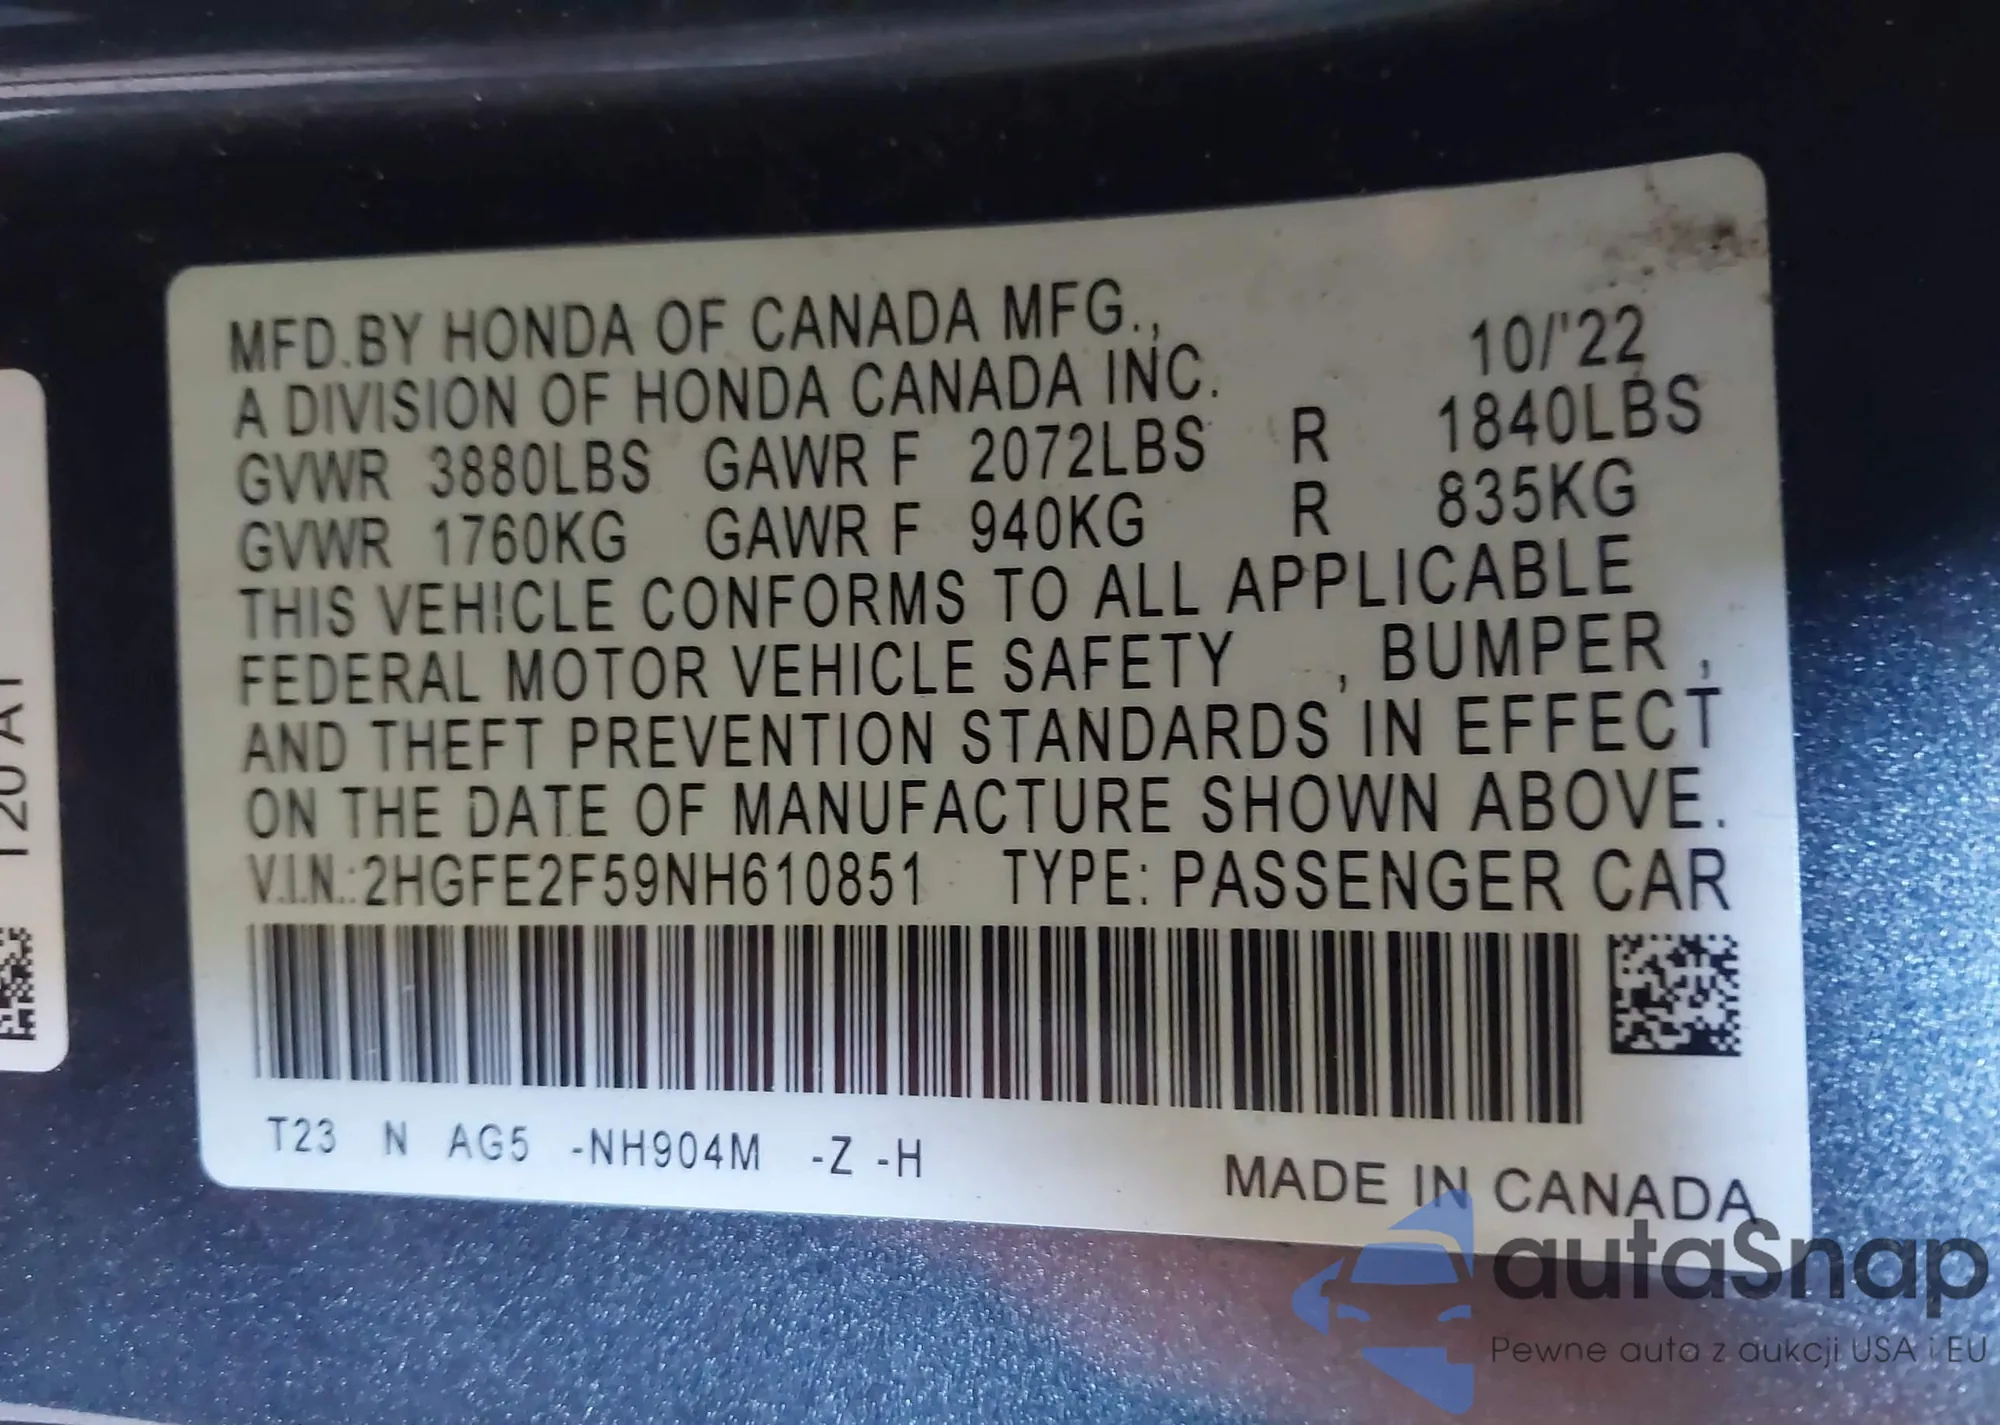 MFD.BY HONDA OF CANADA MFG., 10/'22
A DIVISION OF HONDA CANADA INC.
GVWR 3880LBS GAWR F 2072LBS R 1840LBS
GVWR 1760KG GAWR F 940KG R 835KG
THIS VEHICLE CONFORMS TO ALL APPLICABLE
FEDERAL MOTOR VEHICLE SAFETY , BUMPER ,
AND THEFT PREVENTION STANDARDS IN EFFECT
ON THE DATE OF MANUFACTURE SHOWN ABOVE.
V.I.N.:2HGFE2F59NH610851 TYPE: PASSENGER CAR
T23 N AG5 -NH904M -Z -H
MADE IN CANADA
autaSnap
Pewne auta z aukcji USA i EU